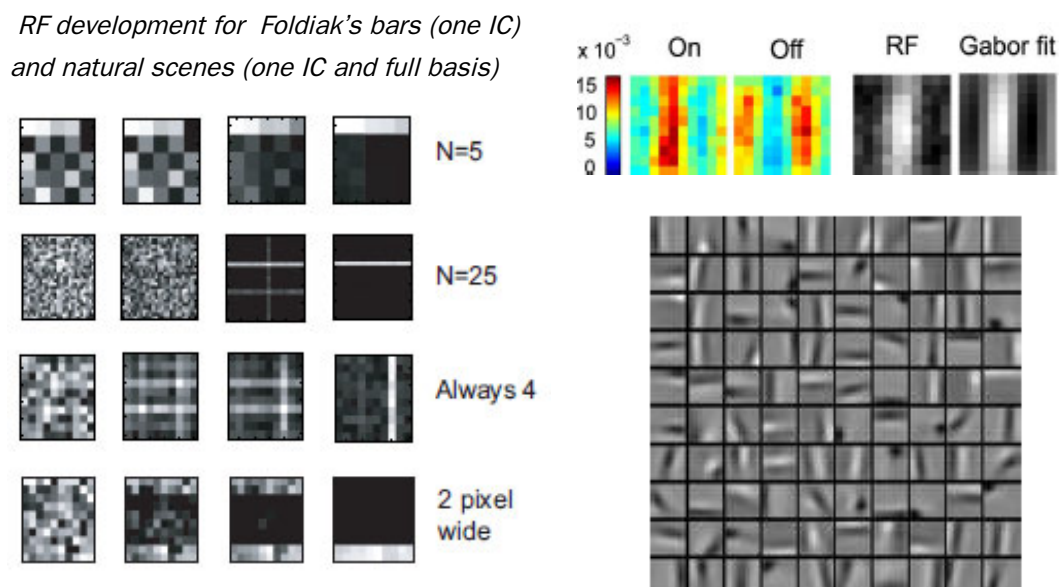 RF development for Foldiak's bars (one IC)
and natural scenes (one IC and full basis)
N=5
N=25
Always 4
2 pixel
wide
x 10⁻³ On Off RF Gabor fit
15
10
5
0